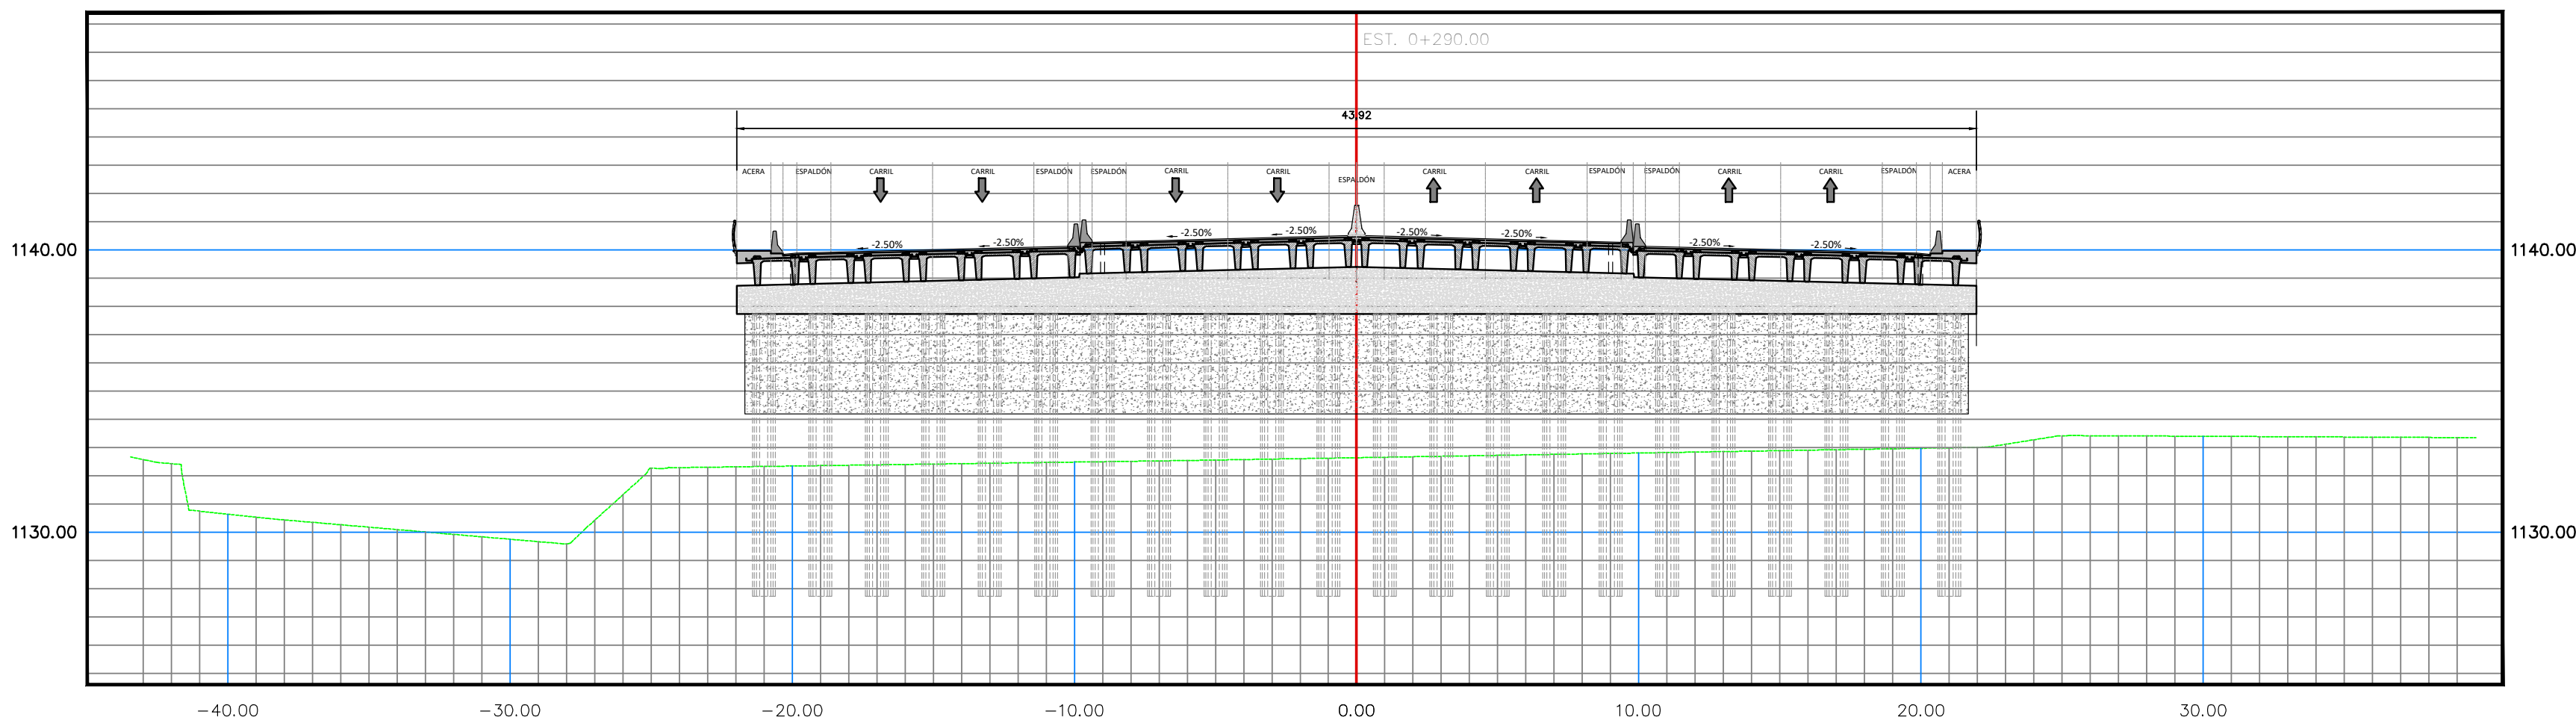 EST. 0+290.00
43.92
ACERA ESPALDÓN CARRIL CARRIL ESPALDÓN ESPALDÓN CARRIL CARRIL ESPALDÓN CARRIL CARRIL ESPALDÓN ESPALDÓN CARRIL CARRIL ESPALDÓN ACERA
-2.50% -2.50% -2.50% -2.50% -2.50% -2.50% -2.50% -2.50%
1140.00 1140.00
1130.00 1130.00
-40.00 -30.00 -20.00 -10.00 0.00 10.00 20.00 30.00